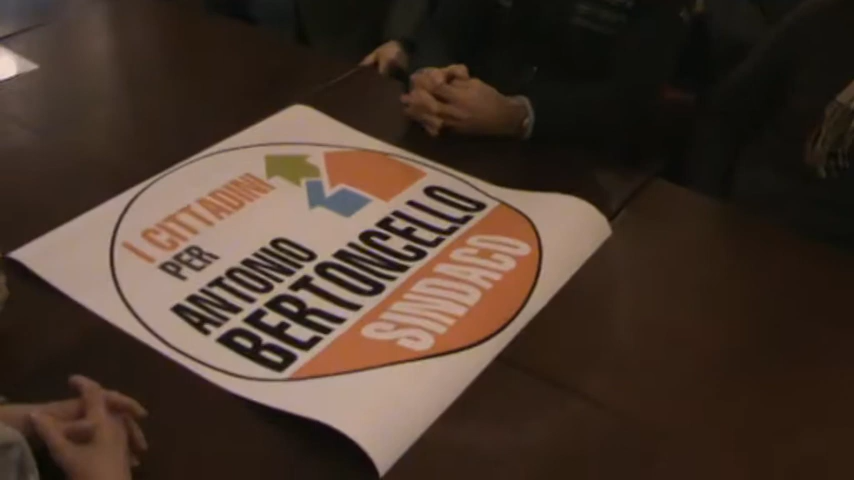 I CITTADINI
PER
ANTONIO
BERTONCELLO
SINDACO